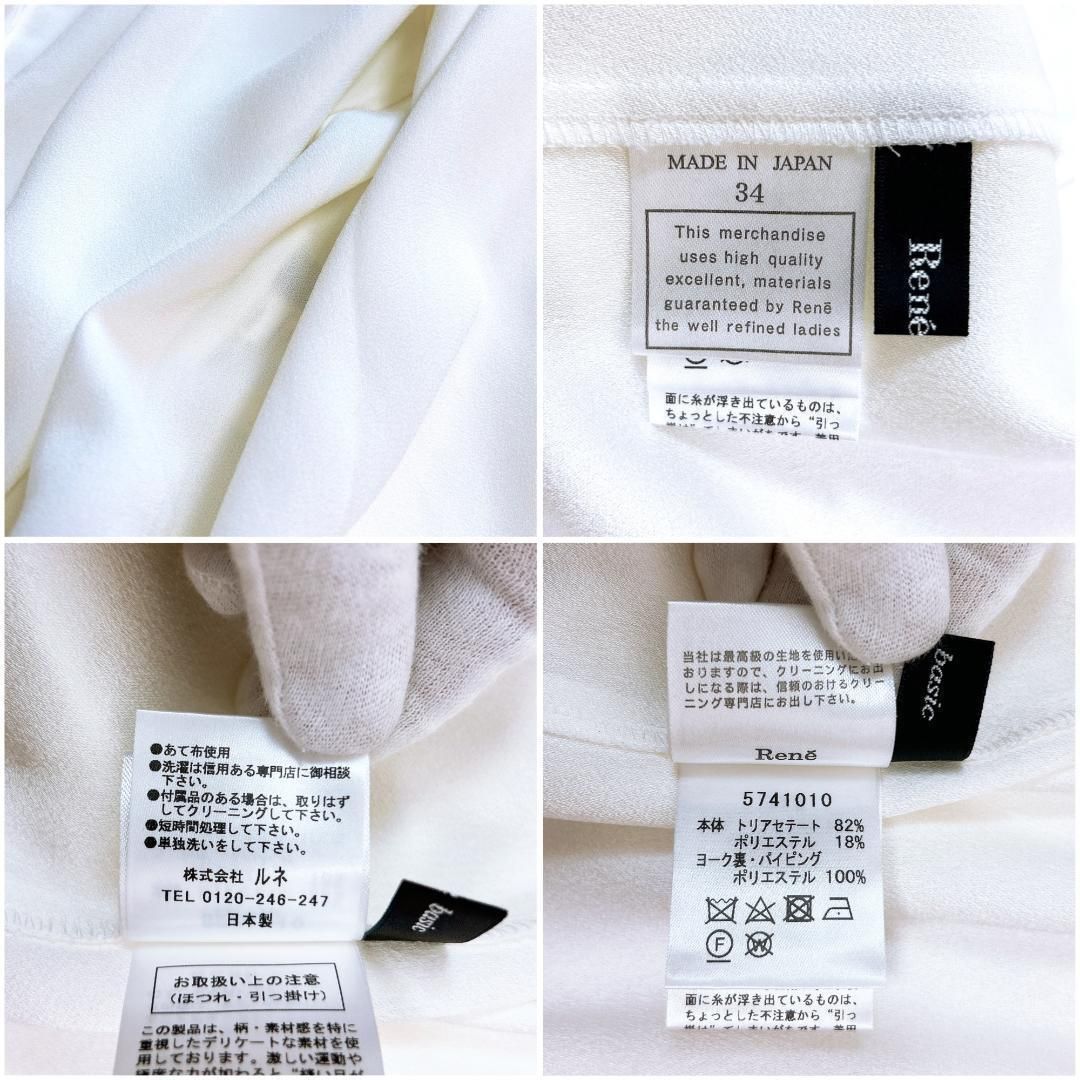 MADE IN JAPAN
34
This merchandise
uses high quality
excellent, materials
guaranteed by Renē
the well refined ladies
René
面に糸が浮き出ているものは、
ちょっとした不注意から“引っ
●あて布使用
●洗濯は信用ある専門店に御相談
下さい。
●付属品のある場合は、取りはず
してクリーニングして下さい。
●短時間処理して下さい。
●単独洗いをして下さい。
株式会社 ルネ
TEL 0120-246-247
日本製
basic
お取扱い上の注意
(ほつれ・引っ掛け)
この製品は、柄・素材感を特に
重視したデリケートな素材を使
用しております。激しい運動や
極度な力が加わると“縫い目が
当社は最高級の生地を使用いた
おりますので、クリーニングにお出
しになる際は、信頼のおけるクリー
ニング専門店にお出し下さい。
Renē
basic
5741010
本体 トリアセテート 82%
ポリエステル 18%
ヨーク裏・パイピング
ポリエステル 100%
F W
面に糸が浮き出ているものは、
ちょっとした不注意から“引っ